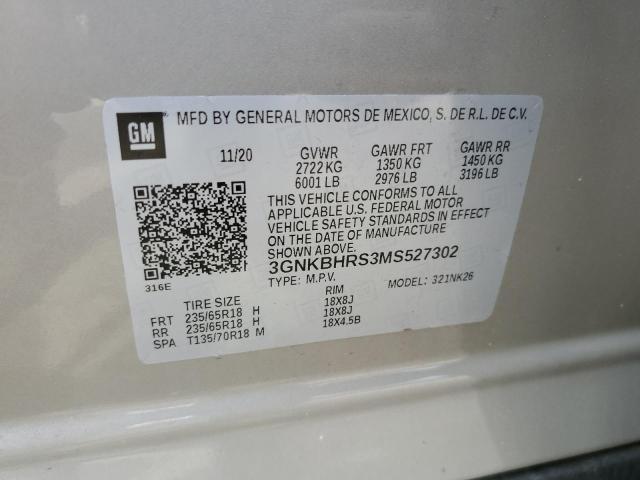 GM
MFD BY GENERAL MOTORS DE MEXICO, S. DE R.L. DE C.V.
11/20 GVWR GAWR FRT GAWR RR
2722 KG 1350 KG 1450 KG
6001 LB 2976 LB 3196 LB
THIS VEHICLE CONFORMS TO ALL
APPLICABLE U.S. FEDERAL MOTOR
VEHICLE SAFETY STANDARDS IN EFFECT
ON THE DATE OF MANUFACTURE
SHOWN ABOVE.
3GNKBHRS3MS527302
TYPE: M.P.V. MODEL: 321NK26
316E
TIRE SIZE RIM
FRT 235/65R18 H 18X8J
RR 235/65R18 H 18X8J
SPA T135/70R18 M 18X4.5B